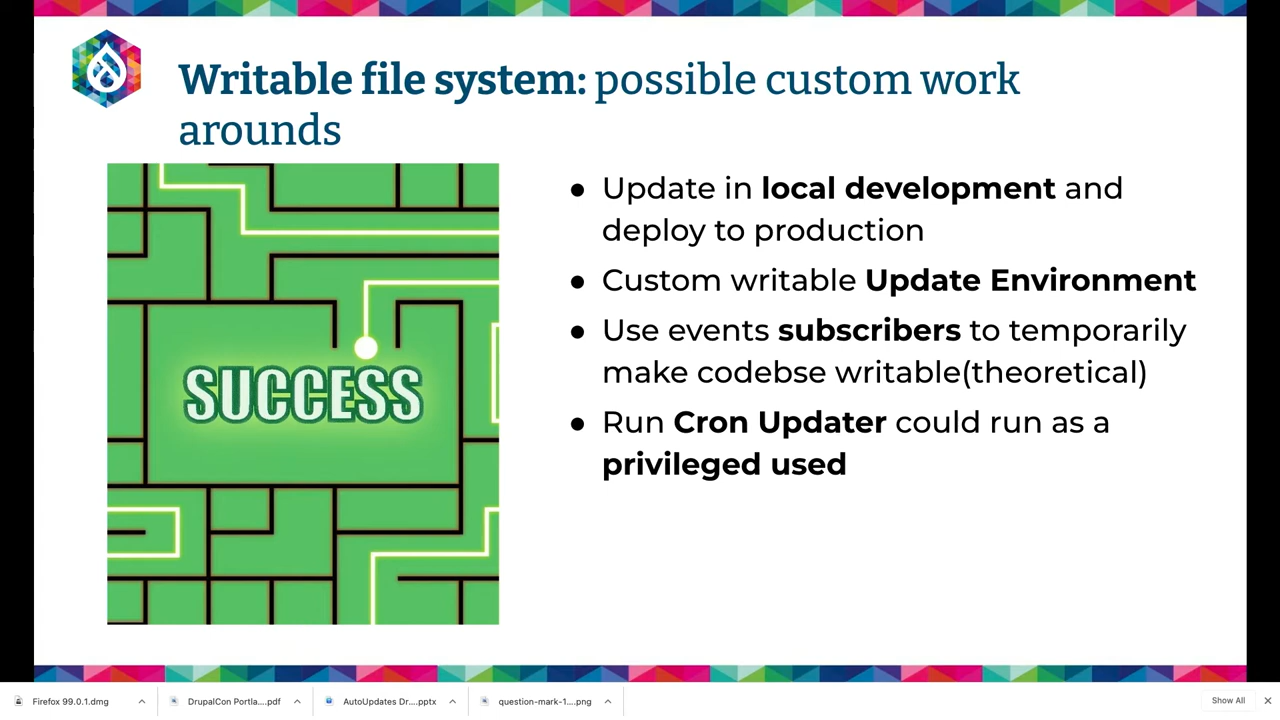 Writable file system: possible custom work
arounds
SUCCESS
● Update in local development and
deploy to production
● Custom writable Update Environment
● Use events subscribers to temporarily
make codebse writable(theoretical)
● Run Cron Updater could run as a
privileged used
Firefox 99.0.1.dmg
DrupalCon Portla....pdf
AutoUpdates Dr....pptx
question-mark-1....png
Show All